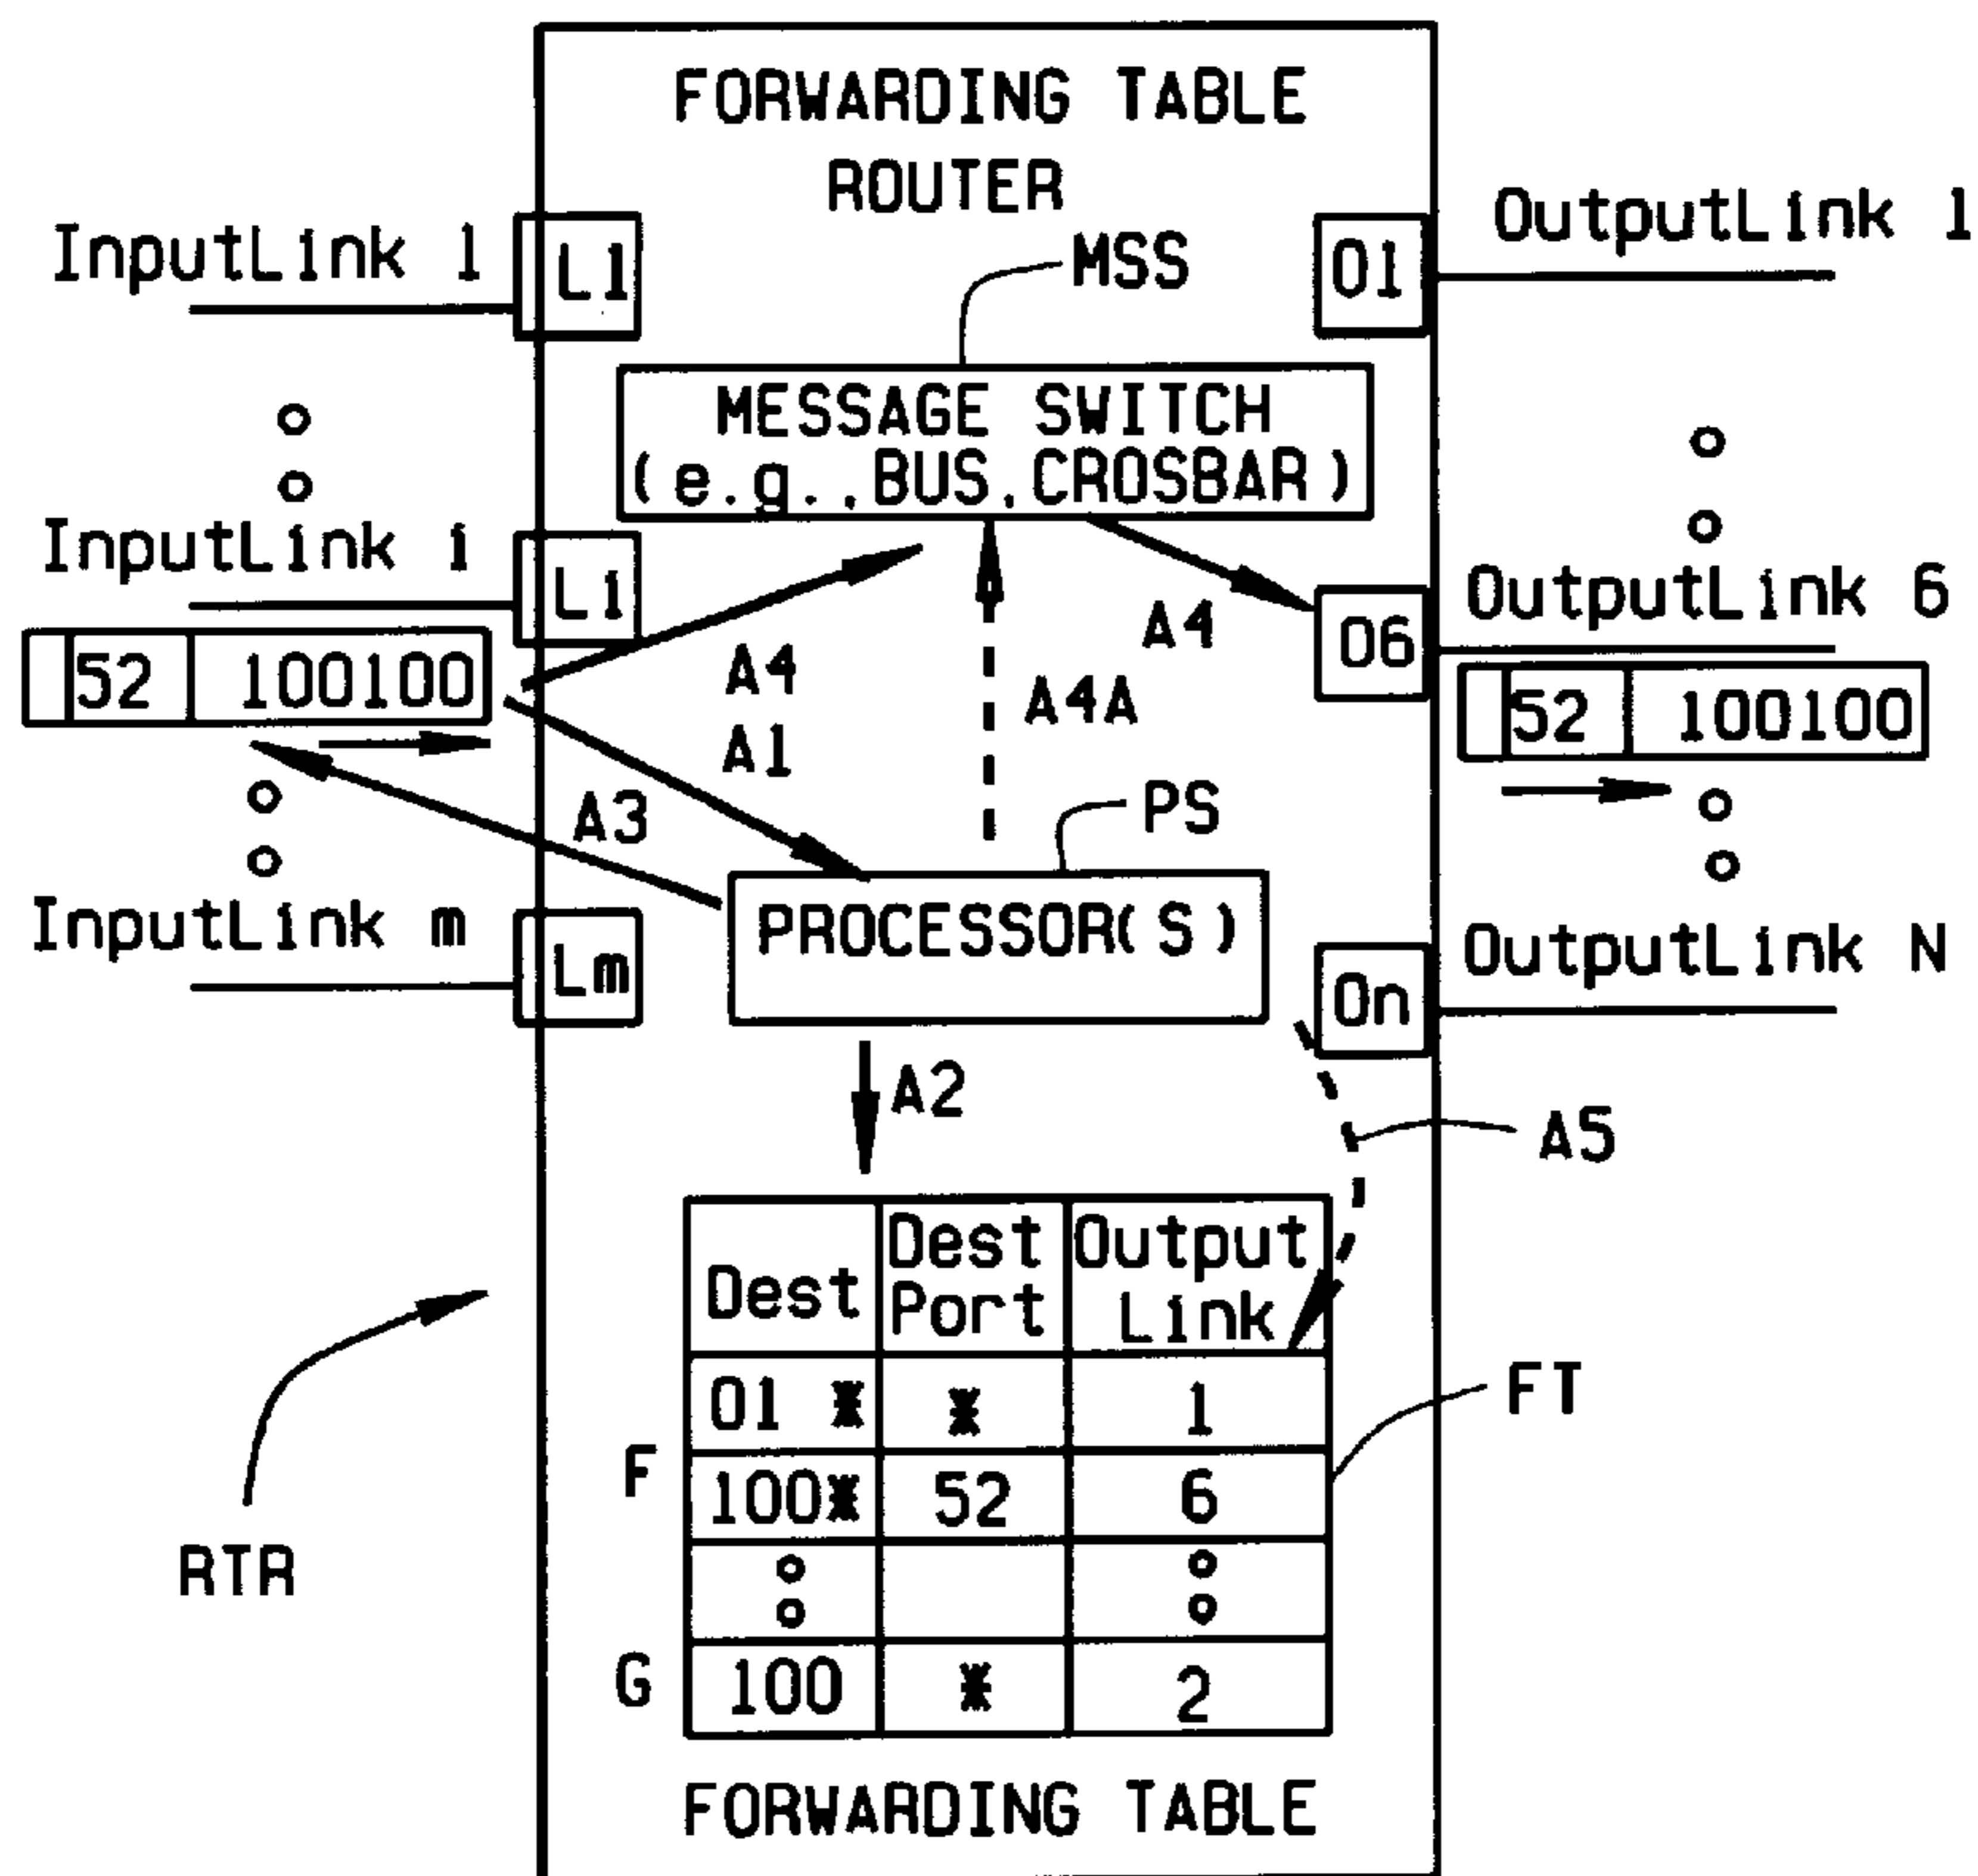 FORWARDING TABLE
ROUTER
InputLink 1
L1
MSS
O1
OutputLink 1
MESSAGE SWITCH
(e.g.,BUS,CROSBAR)
InputLink i
Li
O6
OutputLink 6
52 100100
A4
A4
A4A
52 100100
A1
A3
PS
InputLink m
Lm
PROCESSOR(S)
On
OutputLink N
A2
A5
Dest Dest Port Output Link
01 * * 1
F 100* 52 6
FT
G 100 * 2
RTR
FORWARDING TABLE